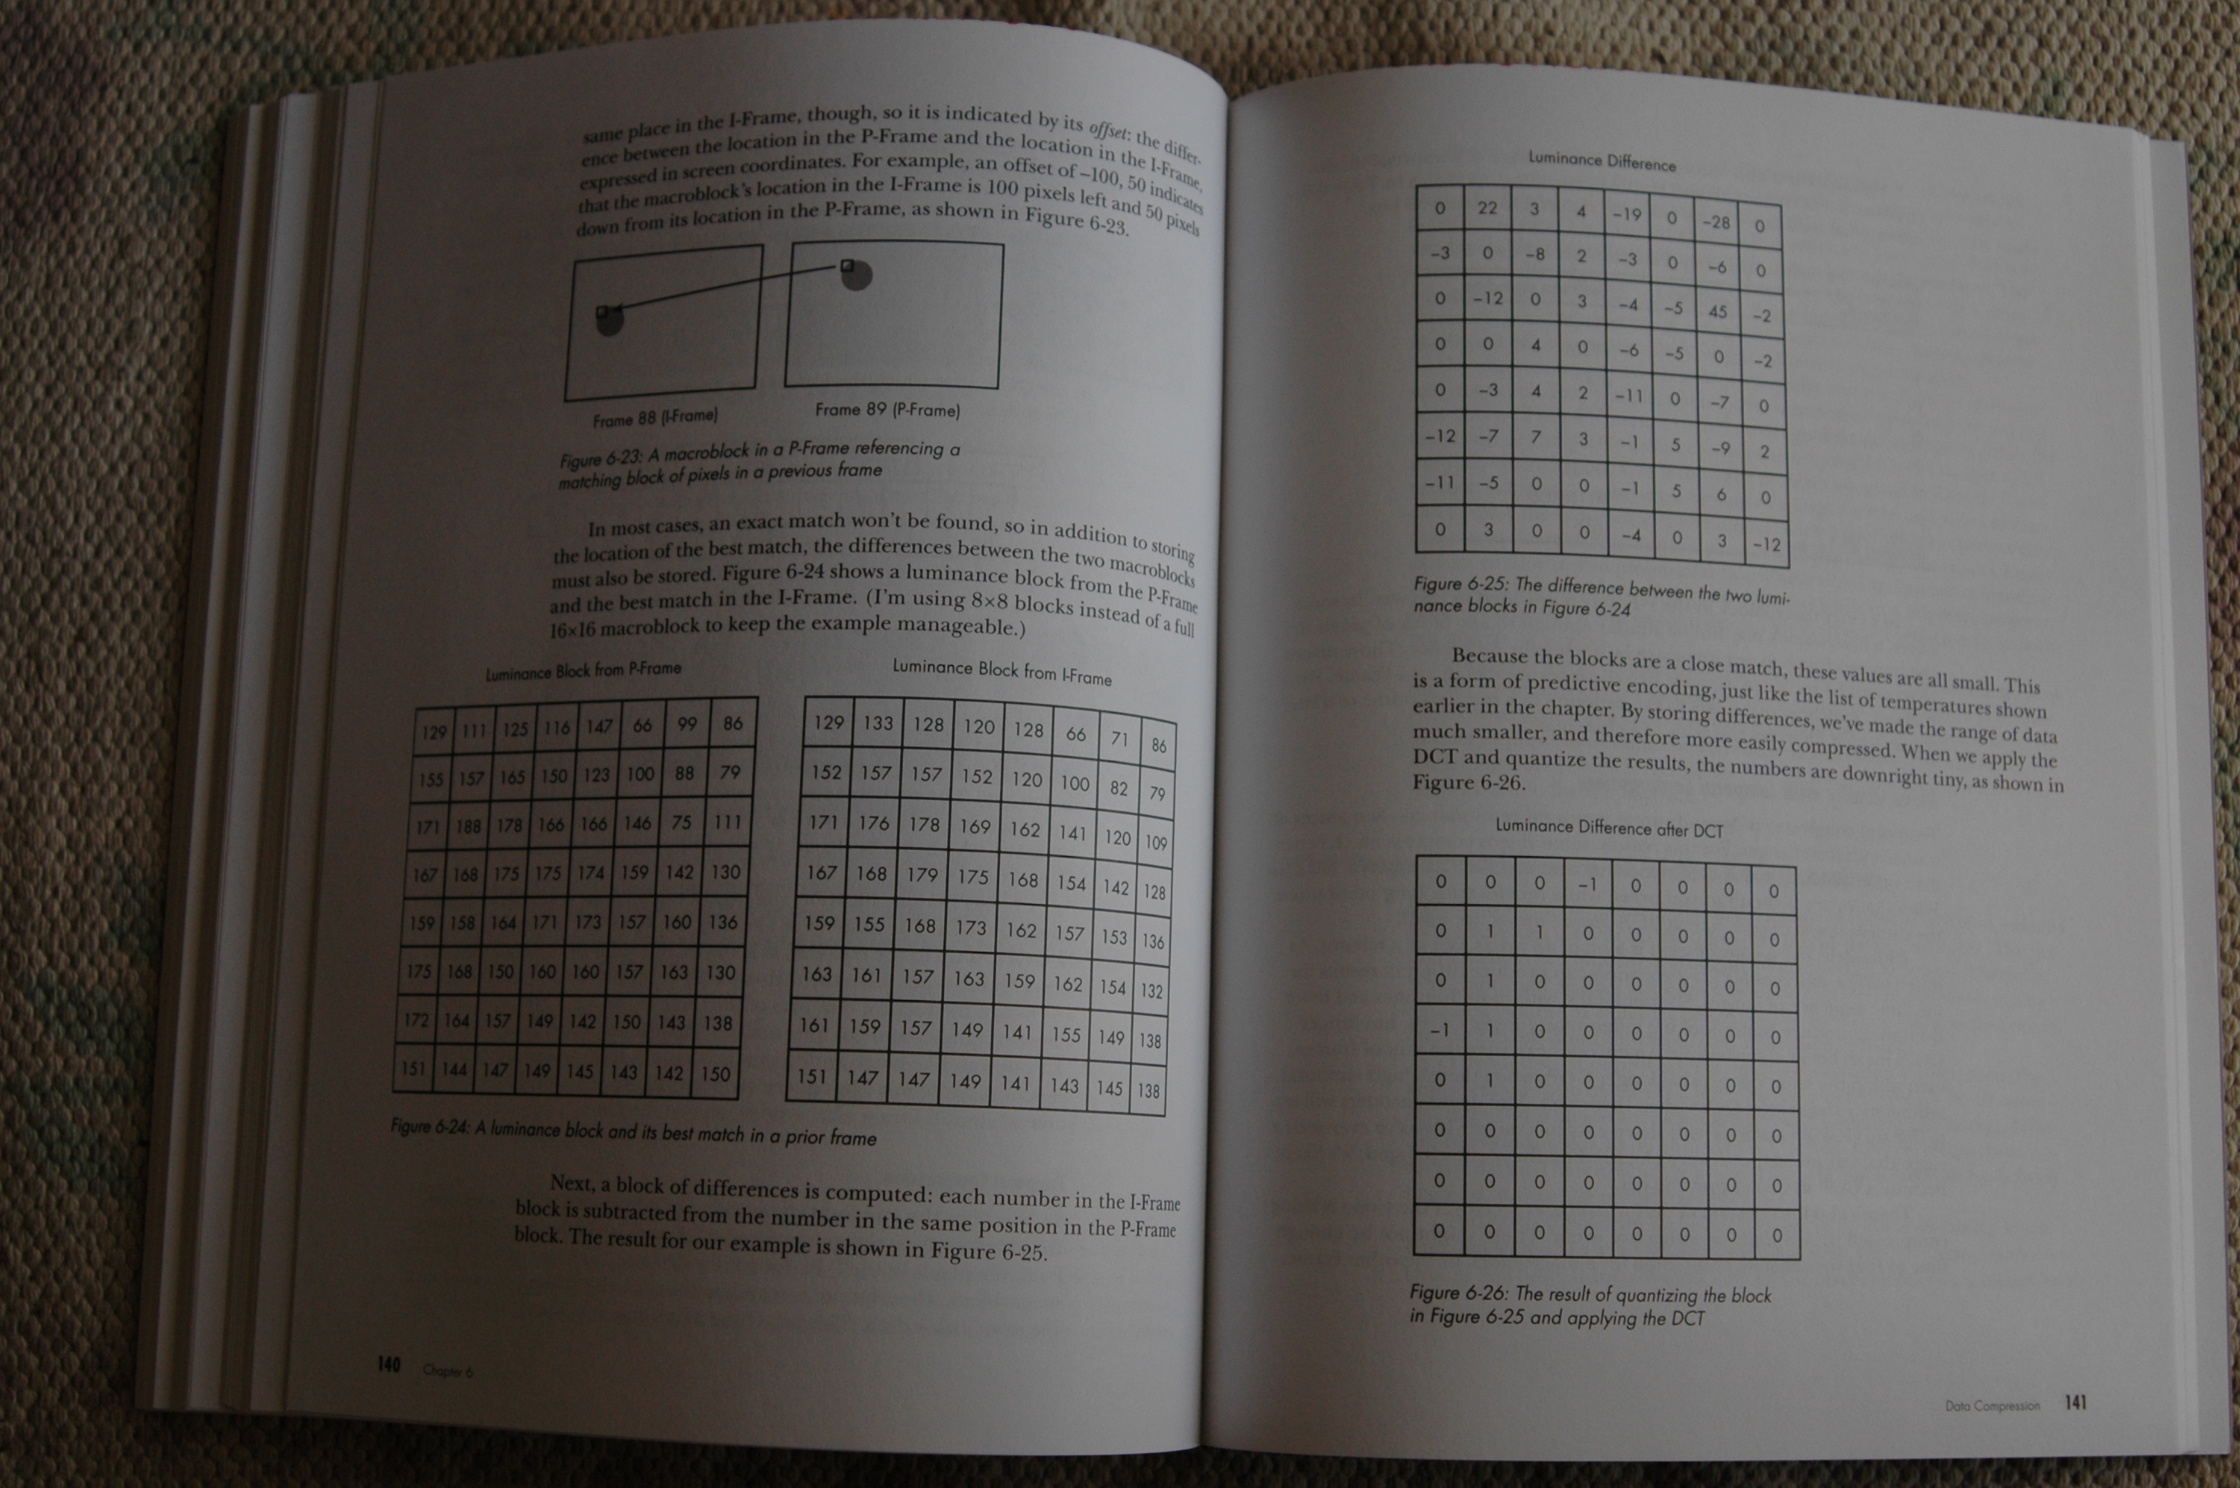 same place in the I-Frame, though, so it is indicated by its offset: the differ-
ence between the location in the P-Frame and the location in the I-Frame,
expressed in screen coordinates. For example, an offset of –100, 50 indicates
that the macroblock's location in the I-Frame is 100 pixels left and 50 pixels
down from its location in the P-Frame, as shown in Figure 6-23.
Frame 88 (I-Frame)
Frame 89 (P-Frame)
Figure 6-23: A macroblock in a P-Frame referencing a
matching block of pixels in a previous frame
In most cases, an exact match won't be found, so in addition to storing
the location of the best match, the differences between the two macroblocks
must also be stored. Figure 6-24 shows a luminance block from the P-Frame
and the best match in the I-Frame. (I'm using 8×8 blocks instead of a full
16×16 macroblock to keep the example manageable.)
Luminance Block from P-Frame
129 111 125 116 147 66 99 86
155 157 165 150 123 100 88 79
171 188 178 166 166 146 75 111
167 168 175 175 174 159 142 130
159 158 164 171 173 157 160 136
175 168 150 160 160 157 163 130
172 164 157 149 142 150 143 138
151 144 147 149 145 143 142 150
Luminance Block from I-Frame
129 133 128 120 128 66 71 86
152 157 157 152 120 100 82 79
171 176 178 169 162 141 120 109
167 168 179 175 168 154 142 128
159 155 168 173 162 157 153 136
163 161 157 163 159 162 154 132
161 159 157 149 141 155 149 138
151 147 147 149 141 143 145 138
Figure 6-24: A luminance block and its best match in a prior frame
Next, a block of differences is computed: each number in the I-Frame
block is subtracted from the number in the same position in the P-Frame
block. The result for our example is shown in Figure 6-25.
140 Chapter 6
Luminance Difference
0 22 3 4 –19 0 –28 0
–3 0 –8 2 –3 0 –6 0
0 –12 0 3 –4 –5 45 –2
0 0 4 0 –6 –5 0 –2
0 –3 4 2 –11 0 –7 0
–12 –7 7 3 –1 5 –9 2
–11 –5 0 0 –1 5 6 0
0 3 0 0 –4 0 3 –12
Figure 6-25: The difference between the two lumi-
nance blocks in Figure 6-24
Because the blocks are a close match, these values are all small. This
is a form of predictive encoding, just like the list of temperatures shown
earlier in the chapter. By storing differences, we've made the range of data
much smaller, and therefore more easily compressed. When we apply the
DCT and quantize the results, the numbers are downright tiny, as shown in
Figure 6-26.
Luminance Difference after DCT
0 0 0 –1 0 0 0 0
0 1 1 0 0 0 0 0
0 1 0 0 0 0 0 0
–1 1 0 0 0 0 0 0
0 1 0 0 0 0 0 0
0 0 0 0 0 0 0 0
0 0 0 0 0 0 0 0
0 0 0 0 0 0 0 0
Figure 6-26: The result of quantizing the block
in Figure 6-25 and applying the DCT
Data Compression 141